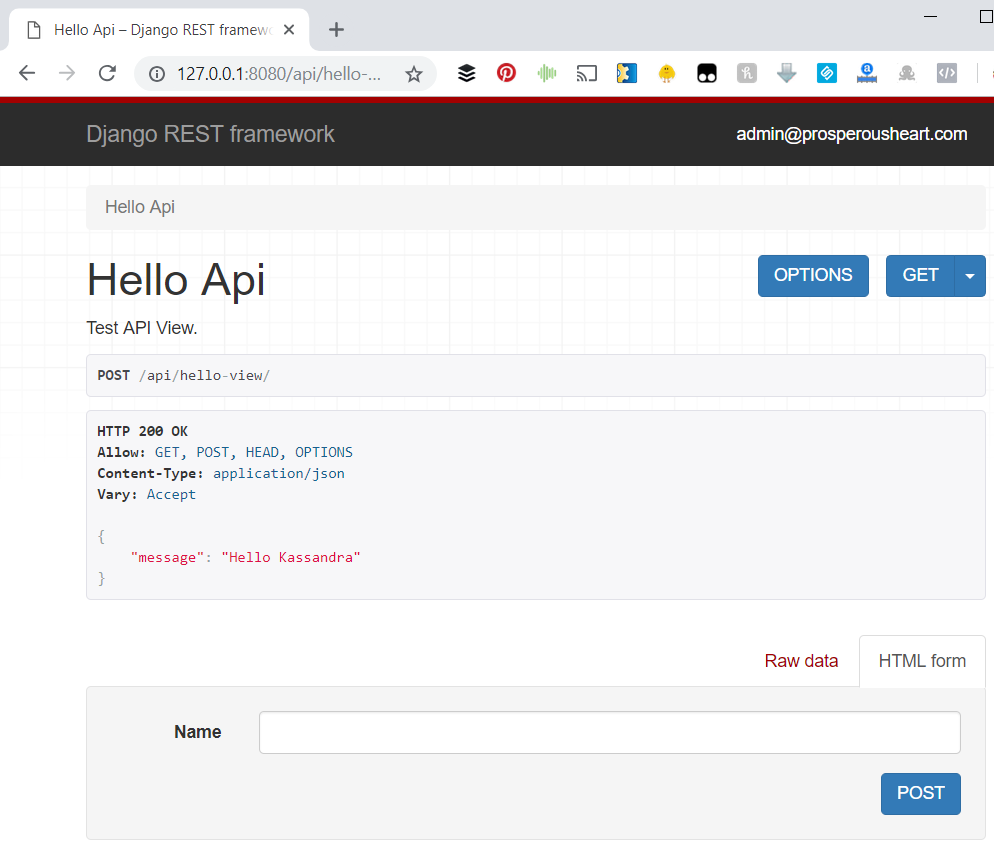 Hello Api – Django REST framew
127.0.0.1:8080/api/hello-...
Django REST framework
admin@prosperousheart.com
Hello Api
Hello Api
OPTIONS
GET
Test API View.
POST /api/hello-view/
HTTP 200 OK
Allow: GET, POST, HEAD, OPTIONS
Content-Type: application/json
Vary: Accept
{
"message": "Hello Kassandra"
}
Raw data
HTML form
Name
POST